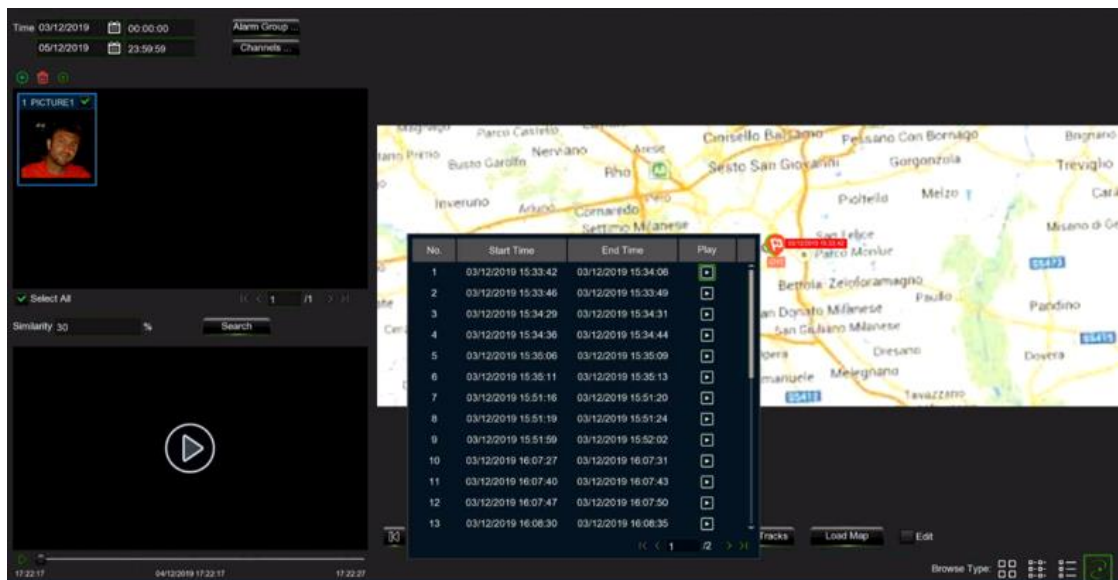 Time 03/12/2019 00:00:00 Alarm Group ...
05/12/2019 23:59:59 Channels ...
1 PICTURE1
Select All 1 /1
Similarity 30 % Search
17:22:17 04/12/2019 17:22:17 17:22:27
Magnago Parco Castello Cinisello Balsamo Pessano Con Bornago Brignano
Nerviano Arese
Busto Garolfo Rho Sesto San Giovanni Gorgonzola Treviglio
Inveruno Arluno Cornaredo Pioltello Melzo
Settimo Milanese
San Felice Misano di
03/12/2019 15:33:42
Parco Monlue
SS472
Bettola-Zeloforamagno
Paullo
San Donato Milanese Pandino
San Giuliano Milanese SS415
Dresano Dovera
Melegnano
SS412 Tavazzano
No. Start Time End Time Play
1 03/12/2019 15:33:42 03/12/2019 15:34:06
2 03/12/2019 15:33:46 03/12/2019 15:33:49
3 03/12/2019 15:34:29 03/12/2019 15:34:31
4 03/12/2019 15:34:36 03/12/2019 15:34:44
5 03/12/2019 15:35:06 03/12/2019 15:35:09
6 03/12/2019 15:35:11 03/12/2019 15:35:13
7 03/12/2019 15:51:16 03/12/2019 15:51:20
8 03/12/2019 15:51:19 03/12/2019 15:51:24
9 03/12/2019 15:51:59 03/12/2019 15:52:02
10 03/12/2019 16:07:27 03/12/2019 16:07:31
11 03/12/2019 16:07:40 03/12/2019 16:07:43
12 03/12/2019 16:07:47 03/12/2019 16:07:50
13 03/12/2019 16:08:30 03/12/2019 16:08:35
1 /2
Tracks Load Map Edit
Browse Type: